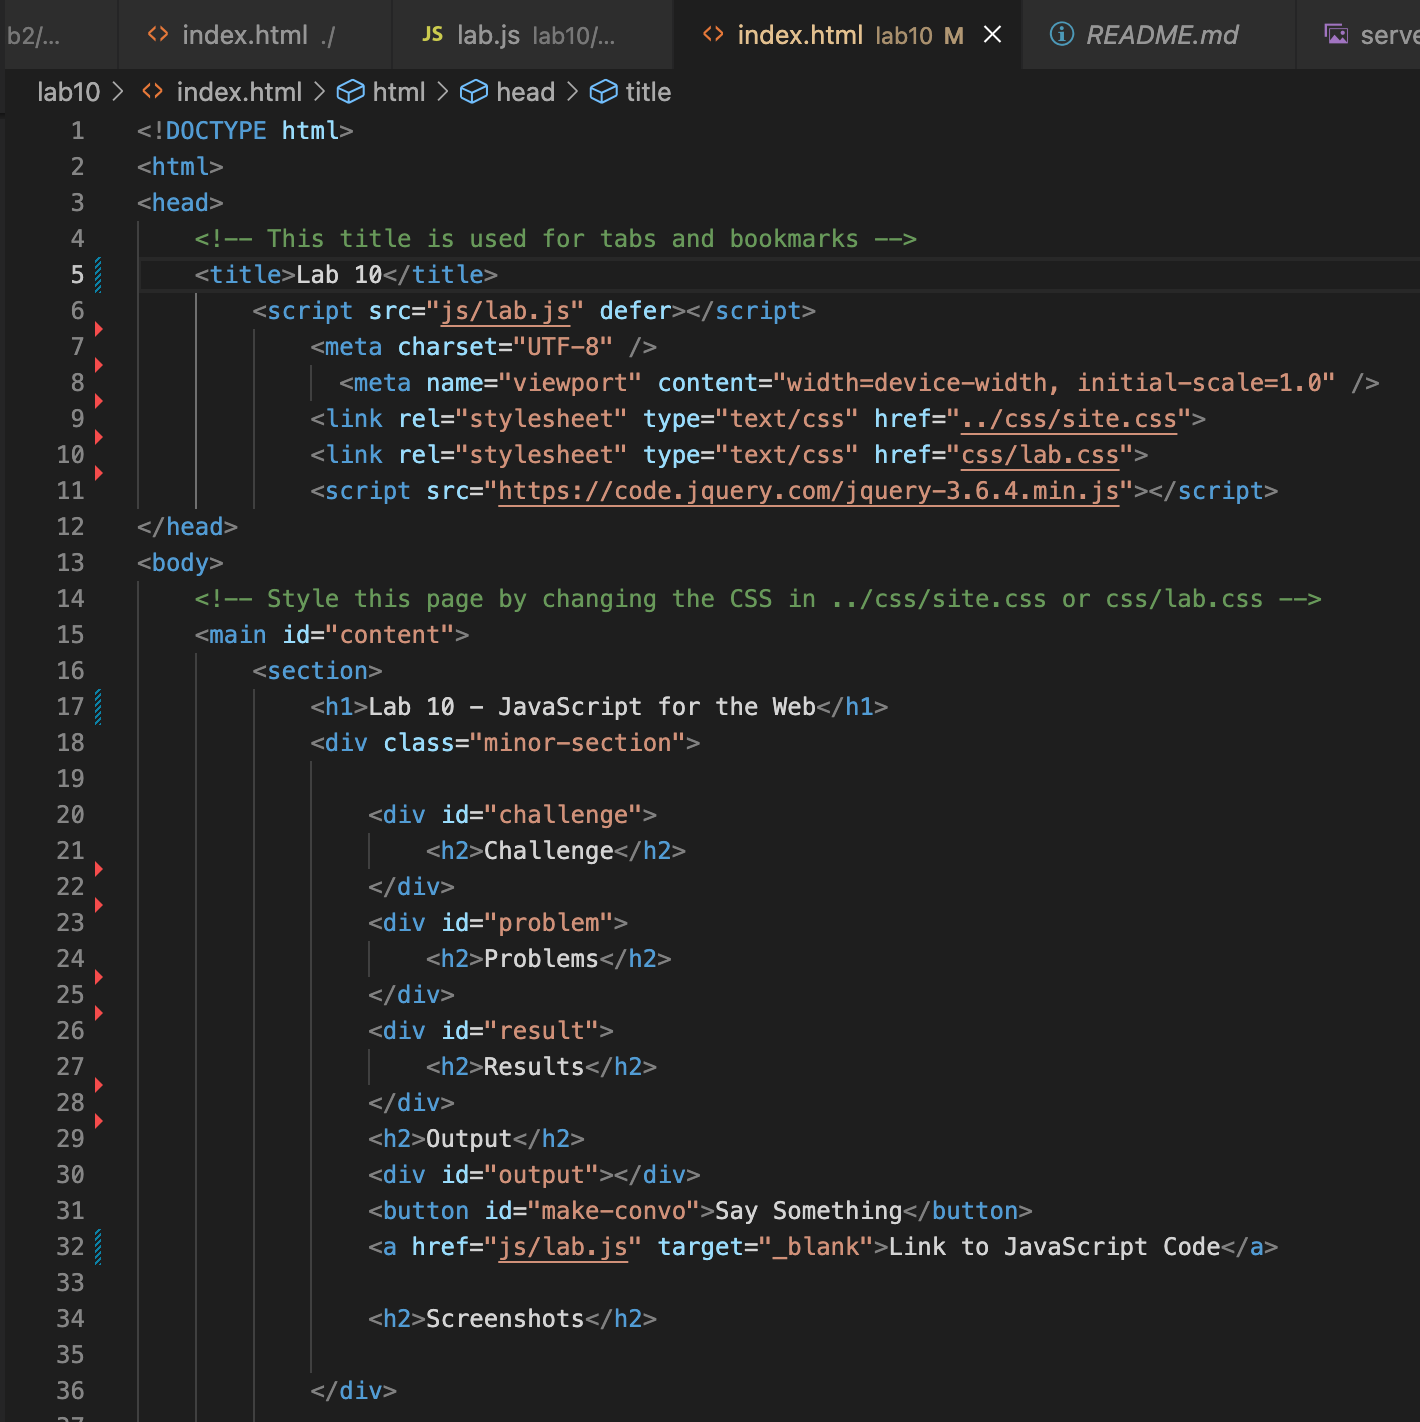 b2/... index.html ./ JS lab.js lab10/... index.html lab10 M README.md serve
lab10 > index.html > html > head > title
1 <!DOCTYPE html>
2 <html>
3 <head>
4 <!-- This title is used for tabs and bookmarks -->
5 <title>Lab 10</title>
6 <script src="js/lab.js" defer></script>
7 <meta charset="UTF-8" />
8 <meta name="viewport" content="width=device-width, initial-scale=1.0" />
9 <link rel="stylesheet" type="text/css" href="../css/site.css">
10 <link rel="stylesheet" type="text/css" href="css/lab.css">
11 <script src="https://code.jquery.com/jquery-3.6.4.min.js"></script>
12 </head>
13 <body>
14 <!-- Style this page by changing the CSS in ../css/site.css or css/lab.css -->
15 <main id="content">
16 <section>
17 <h1>Lab 10 - JavaScript for the Web</h1>
18 <div class="minor-section">
19
20 <div id="challenge">
21 <h2>Challenge</h2>
22 </div>
23 <div id="problem">
24 <h2>Problems</h2>
25 </div>
26 <div id="result">
27 <h2>Results</h2>
28 </div>
29 <h2>Output</h2>
30 <div id="output"></div>
31 <button id="make-convo">Say Something</button>
32 <a href="js/lab.js" target="_blank">Link to JavaScript Code</a>
33
34 <h2>Screenshots</h2>
35
36 </div>